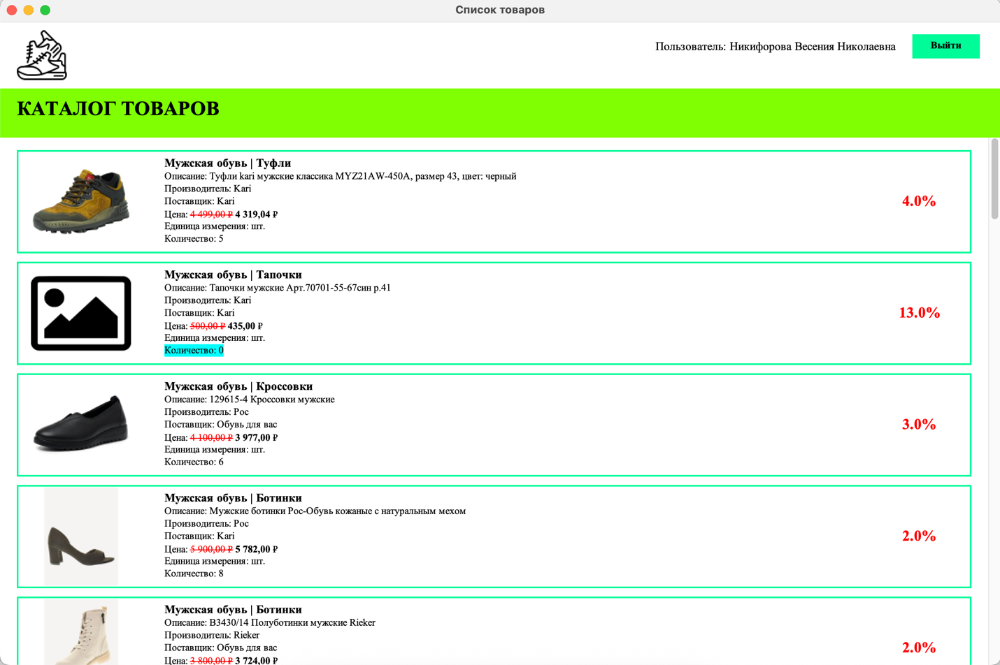 Список товаров
Пользователь: Никифорова Весения Николаевна
Выйти
КАТАЛОГ ТОВАРОВ
Мужская обувь | Туфли
Описание: Туфли kari мужские классика MYZ21AW-450A, размер 43, цвет: черный
Производитель: Kari
Поставщик: Kari
Цена: 4 499,00 ₽ 4 319,04 ₽
Единица измерения: шт.
Количество: 5
4.0%
Мужская обувь | Тапочки
Описание: Тапочки мужские Арт.70701-55-67син р.41
Производитель: Kari
Поставщик: Kari
Цена: 500,00 ₽ 435,00 ₽
Единица измерения: шт.
Количество: 0
13.0%
Мужская обувь | Кроссовки
Описание: 129615-4 Кроссовки мужские
Производитель: Рос
Поставщик: Обувь для вас
Цена: 4 100,00 ₽ 3 977,00 ₽
Единица измерения: шт.
Количество: 6
3.0%
Мужская обувь | Ботинки
Описание: Мужские ботинки Рос-Обувь кожаные с натуральным мехом
Производитель: Рос
Поставщик: Kari
Цена: 5 900,00 ₽ 5 782,00 ₽
Единица измерения: шт.
Количество: 8
2.0%
Мужская обувь | Ботинки
Описание: B3430/14 Полуботинки мужские Rieker
Производитель: Rieker
Поставщик: Обувь для вас
Цена: 3 800,00 ₽ 3 724,00 ₽
2.0%